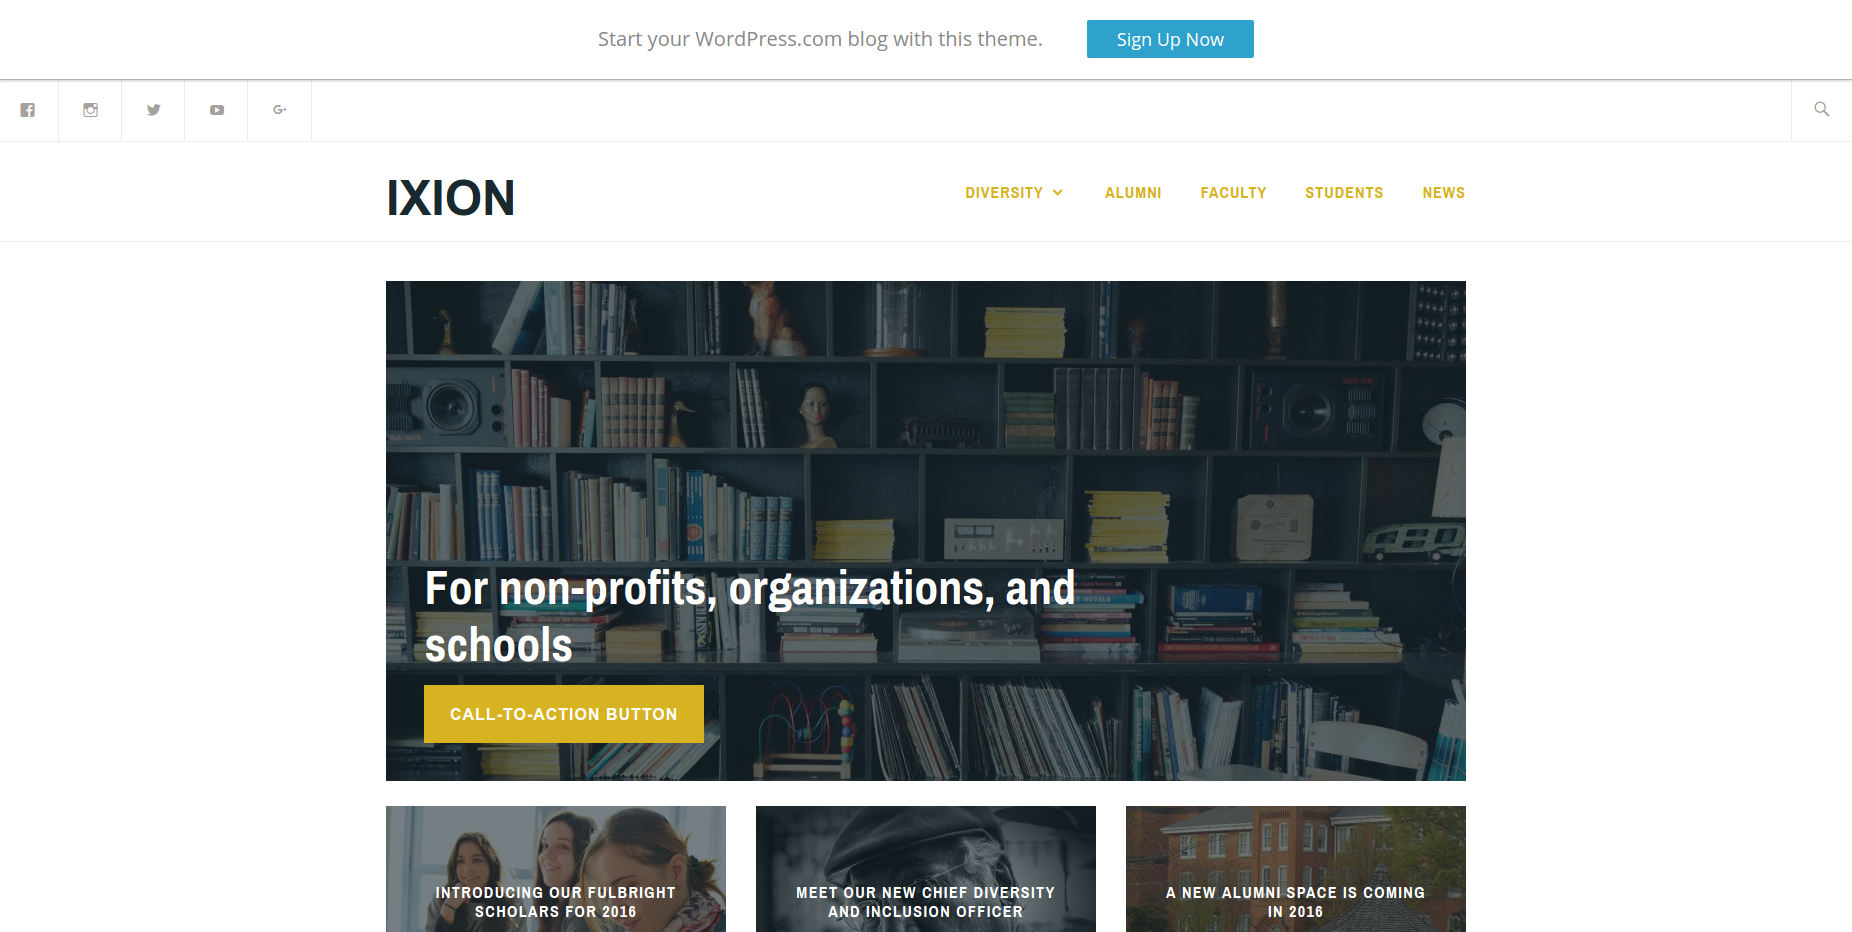 Start your WordPress.com blog with this theme.
Sign Up Now
IXION
DIVERSITY
ALUMNI
FACULTY
STUDENTS
NEWS
For non-profits, organizations, and
schools
CALL-TO-ACTION BUTTON
INTRODUCING OUR FULBRIGHT
SCHOLARS FOR 2016
MEET OUR NEW CHIEF DIVERSITY
AND INCLUSION OFFICER
A NEW ALUMNI SPACE IS COMING
IN 2016